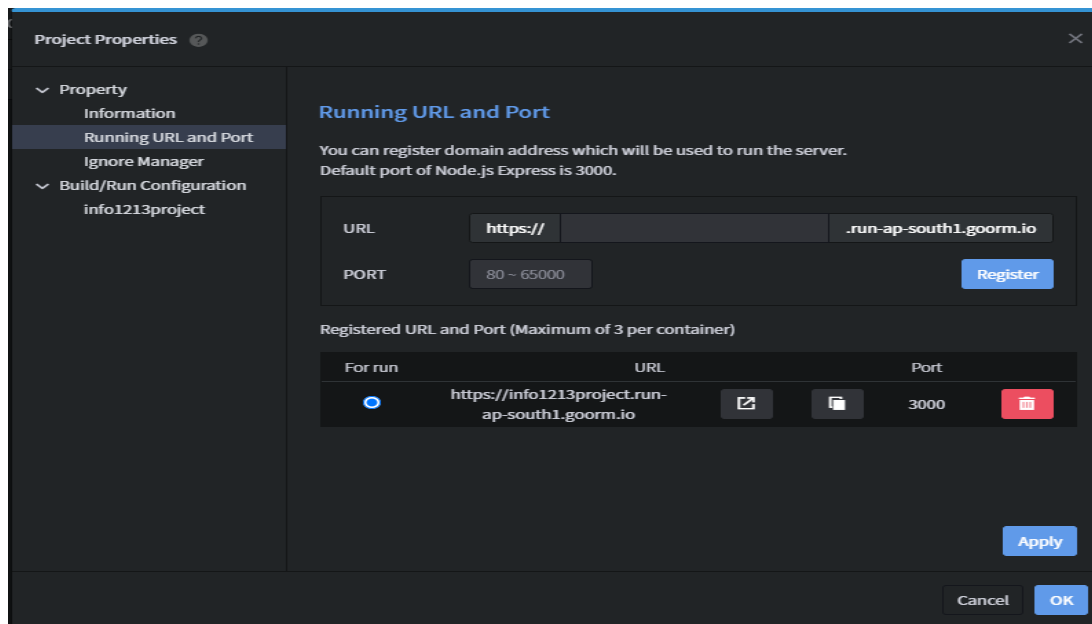 Project Properties ?
Property
Information
Running URL and Port
Ignore Manager
Build/Run Configuration
info1213project
Running URL and Port
You can register domain address which will be used to run the server.
Default port of Node.js Express is 3000.
URL https:// .run-ap-south1.goorm.io
PORT 80 ~ 65000 Register
Registered URL and Port (Maximum of 3 per container)
For run URL Port
https://info1213project.run-
ap-south1.goorm.io 3000
Apply
Cancel OK